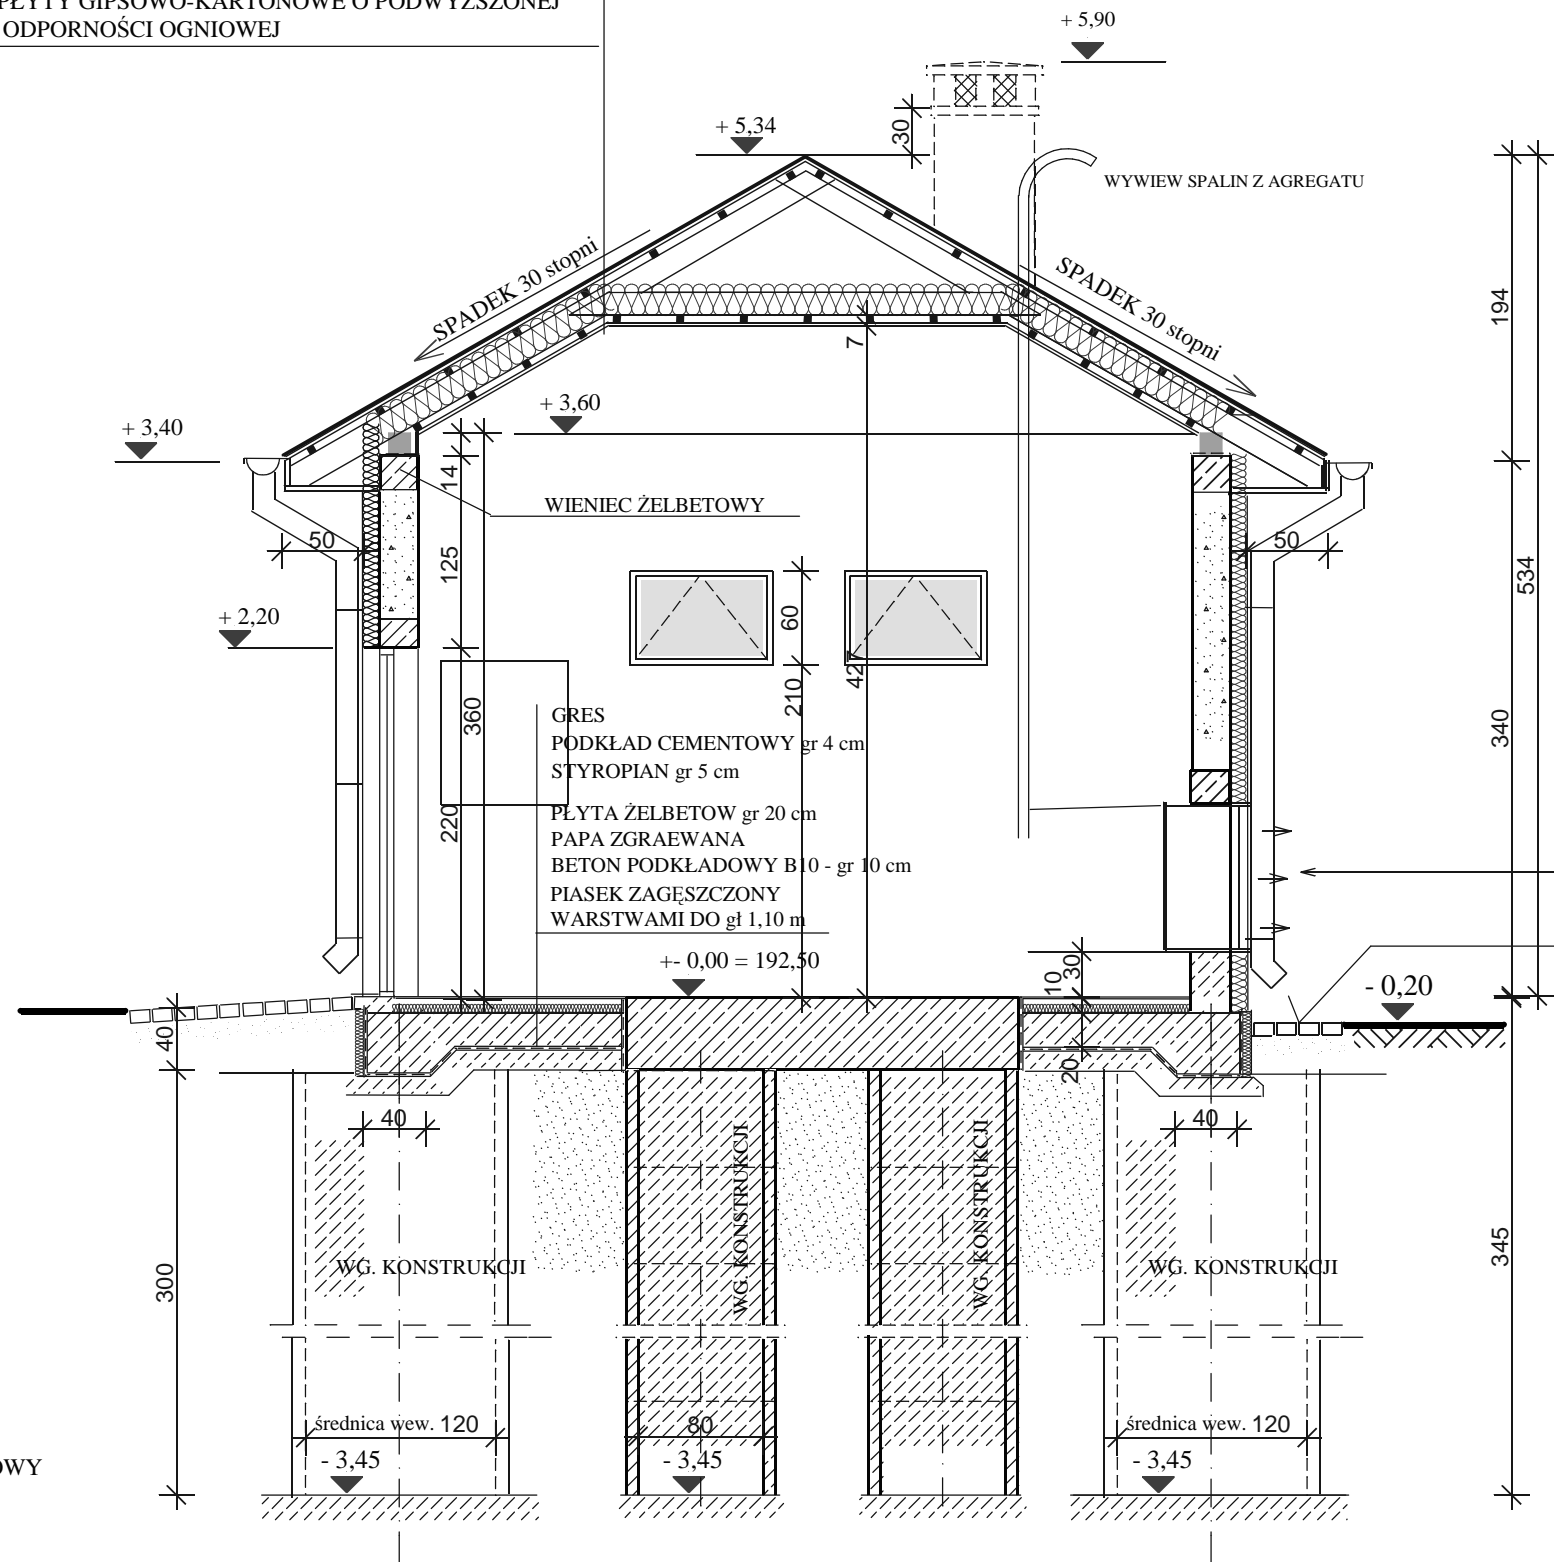 PŁYTY GIPSOWO-KARTONOWE O PODWYŻSZONEJ
ODPORNOŚCI OGNIOWEJ
+ 5,90
+ 5,34
30
WYWIEW SPALIN Z AGREGATU
SPADEK 30 stopni
SPADEK 30 stopni
194
7
+ 3,60
+ 3,40
14
WIENIEC ŻELBETOWY
50
125
50
534
60
+ 2,20
210
427
360
340
GRES
PODKŁAD CEMENTOWY gr 4 cm
STYROPIAN gr 5 cm
220
PŁYTA ŻELBETOW gr 20 cm
PAPA ZGRAEWANA
BETON PODKŁADOWY B10 - gr 10 cm
PIASEK ZAGĘSZCZONY
WARSTWAMI DO gł 1,10 m
+- 0,00 = 192,50
10
30
- 0,20
40
20
40
40
WG. KONSTRUKCJI
WG. KONSTRUKCJI
WG. KONSTRUKCJI
WG. KONSTRUKCJI
300
345
średnica wew. 120
80
średnica wew. 120
- 3,45
- 3,45
- 3,45
OWY